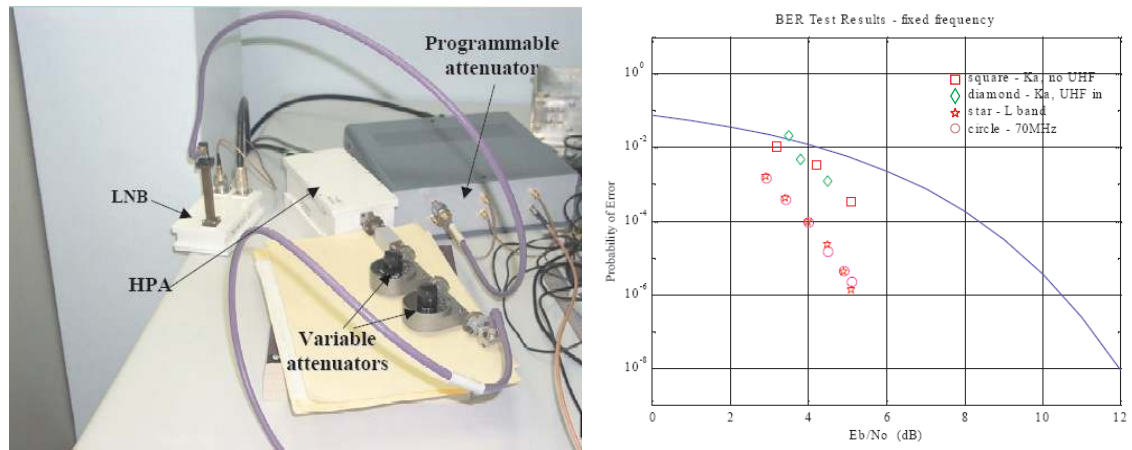 Programmable
attenuator
LNB
HPA
Variable
attenuators
BER Test Results - fixed frequency
square - Ka, no UHF
diamond - Ka, UHF in
star - L band
circle - 70MHz
Probability of Error
10^0
10^-2
10^-4
10^-6
10^-8
0 2 4 6 8 10 12
Eb/No (dB)